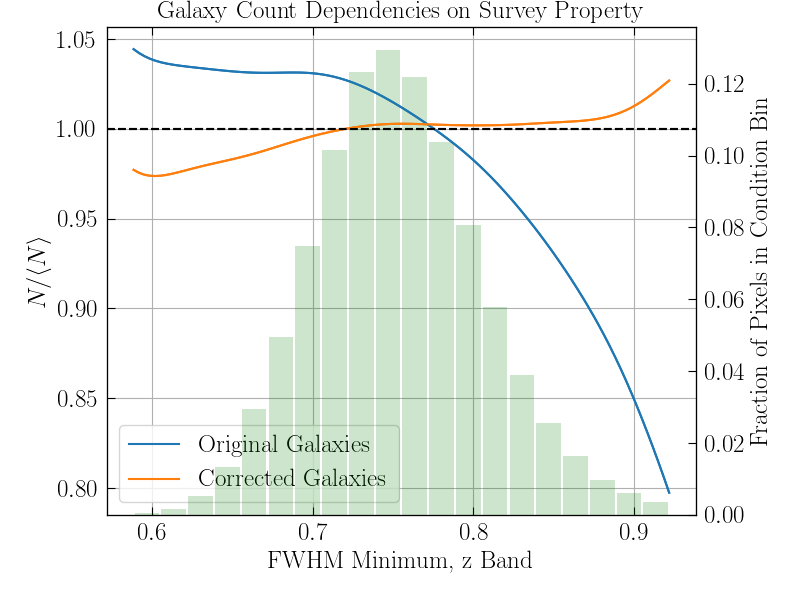 Galaxy Count Dependencies on Survey Property
1.05
1.00
0.95
0.90
0.85
0.80
N/⟨N⟩
0.12
0.10
0.08
0.06
0.04
0.02
0.00
Fraction of Pixels in Condition Bin
Original Galaxies
Corrected Galaxies
0.6 0.7 0.8 0.9
FWHM Minimum, z Band